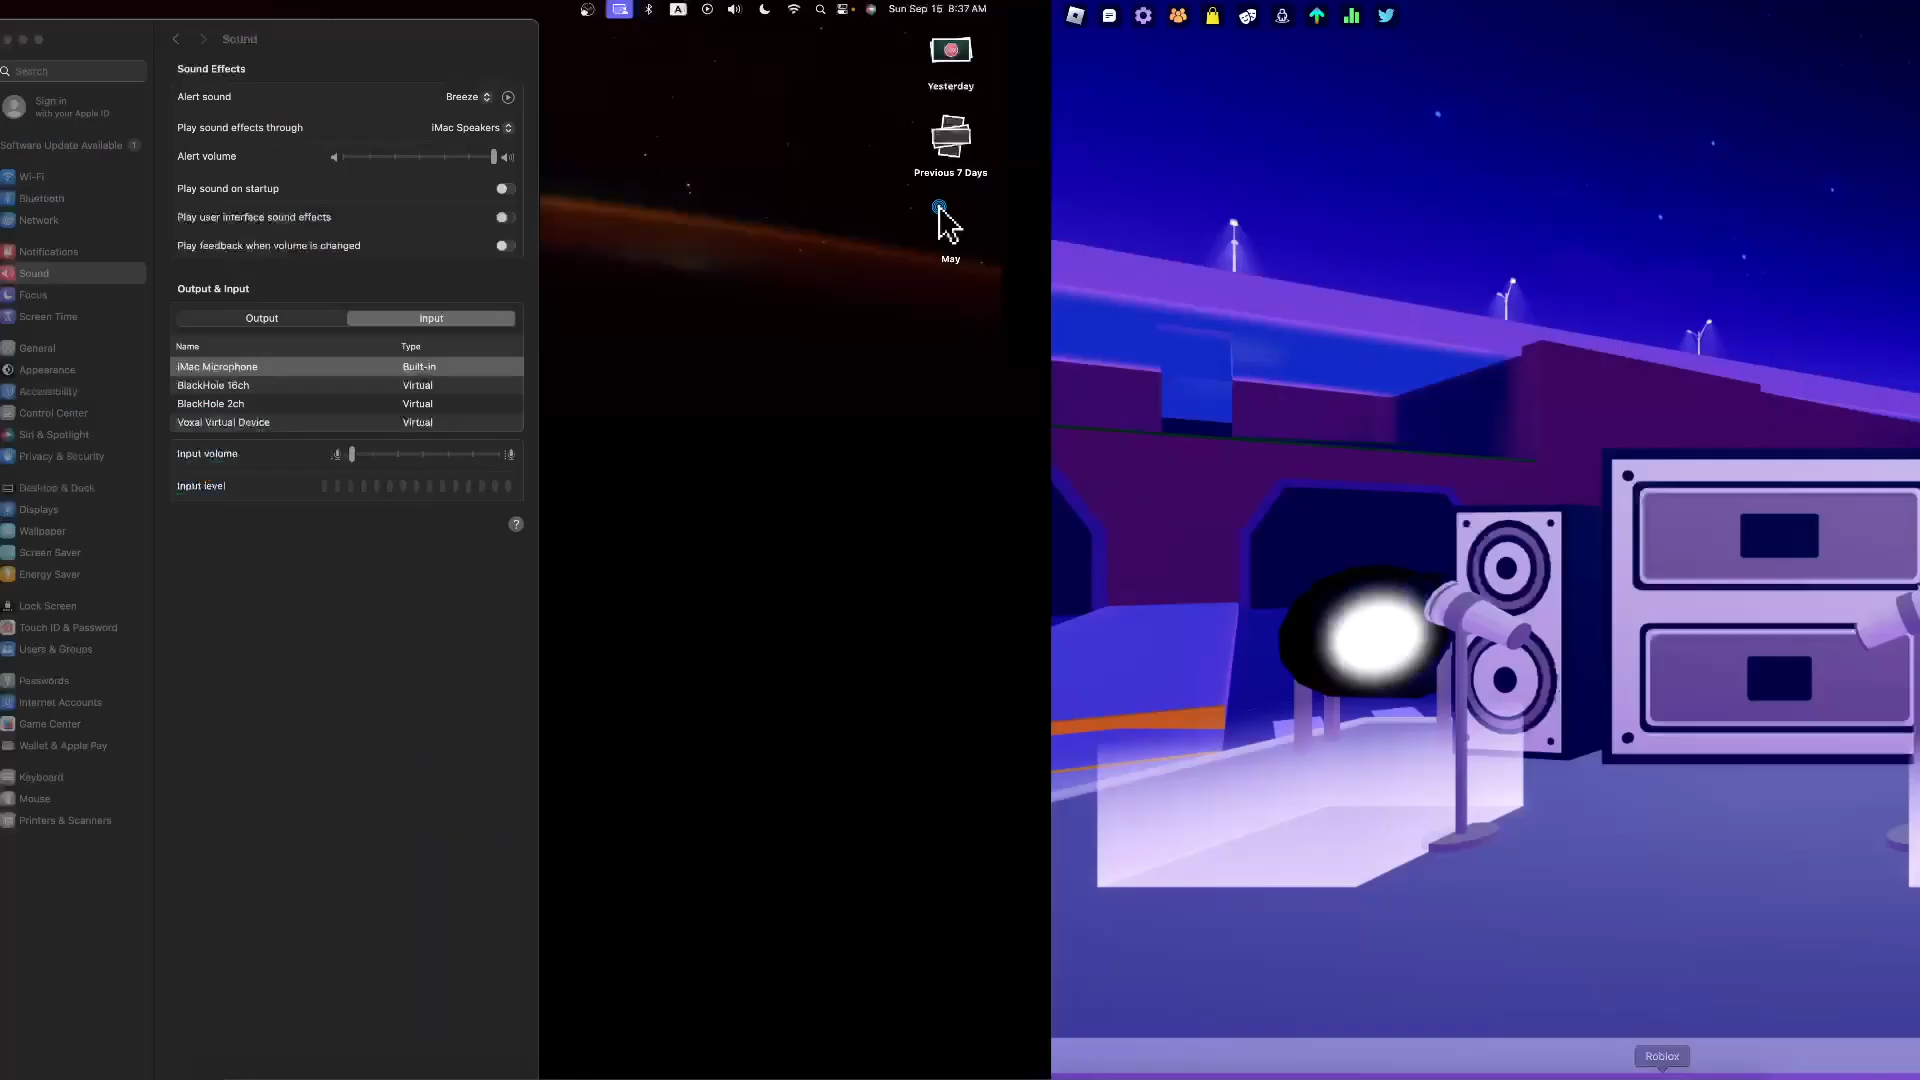 Sun Sep 15 8:37 AM
Sound
Search
Sign in
with your Apple ID
Software Update Available 1
Wi-Fi
Bluetooth
Network
Notifications
Sound
Focus
Screen Time
General
Appearance
Accessibility
Control Center
Siri & Spotlight
Privacy & Security
Desktop & Dock
Displays
Wallpaper
Screen Saver
Energy Saver
Lock Screen
Touch ID & Password
Users & Groups
Passwords
Internet Accounts
Game Center
Wallet & Apple Pay
Keyboard
Mouse
Printers & Scanners
Sound Effects
Alert sound Breeze
Play sound effects through iMac Speakers
Alert volume
Play sound on startup
Play user interface sound effects
Play feedback when volume is changed
Output & Input
Output Input
Name Type
iMac Microphone Built-in
BlackHole 16ch Virtual
BlackHole 2ch Virtual
Voxal Virtual Device Virtual
Input volume
Input level
?
A
Yesterday
Previous 7 Days
May
Roblox